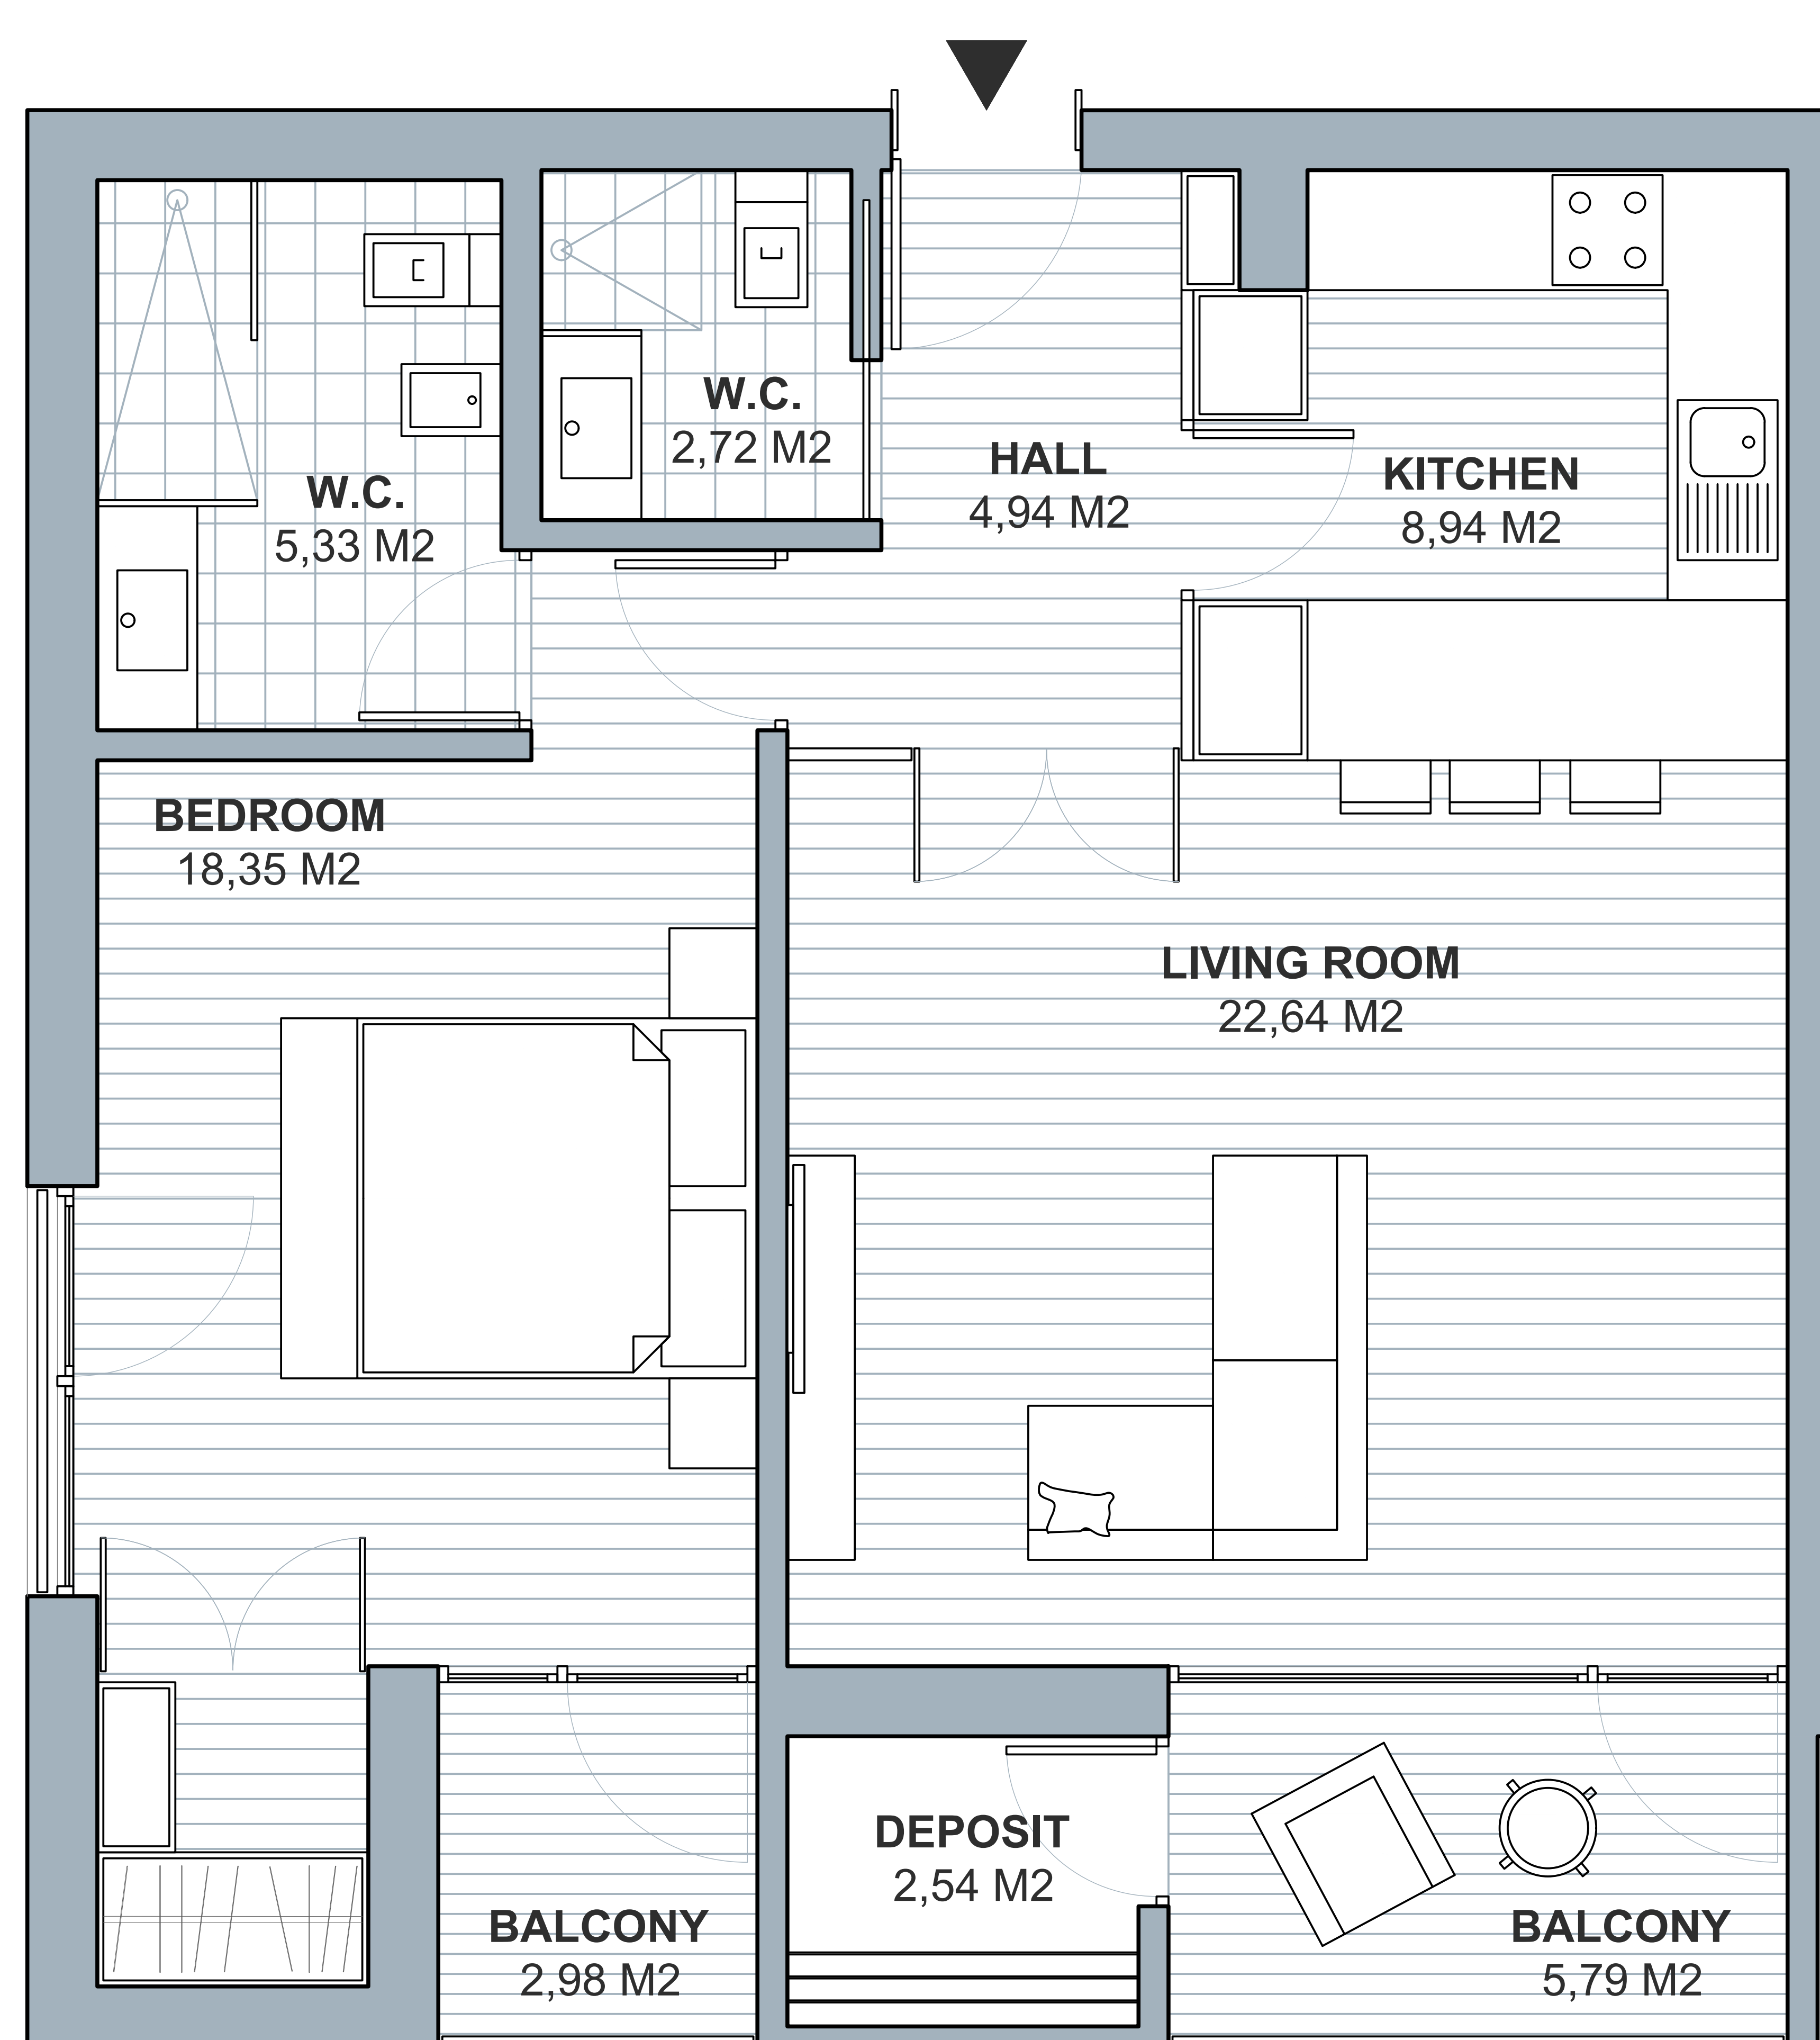 W.C.
2,72 M2
HALL
4,94 M2
KITCHEN
8,94 M2
W.C.
5,33 M2
BEDROOM
18,35 M2
LIVING ROOM
22,64 M2
DEPOSIT
2,54 M2
BALCONY
2,98 M2
BALCONY
5,79 M2